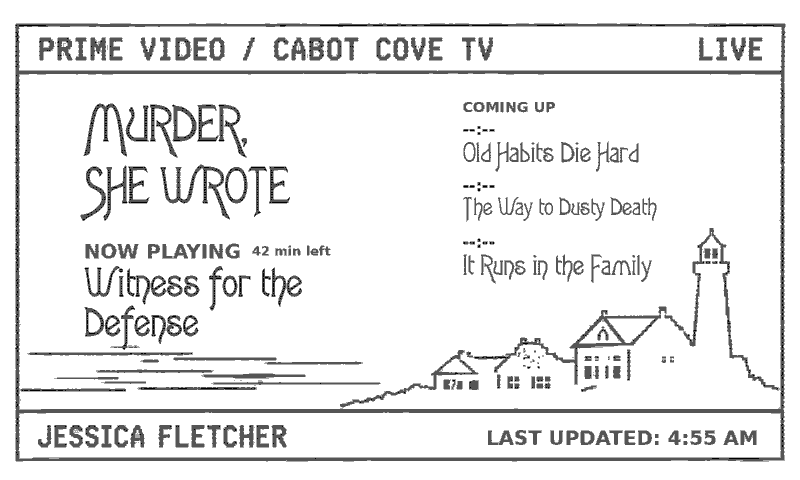 PRIME VIDEO / CABOT COVE TV
LIVE
MURDER,
SHE WROTE
NOW PLAYING 42 min left
Witness for the
Defense
COMING UP
--:--
Old Habits Die Hard
--:--
The Way to Dusty Death
--:--
It Runs in the Family
JESSICA FLETCHER
LAST UPDATED: 4:55 AM